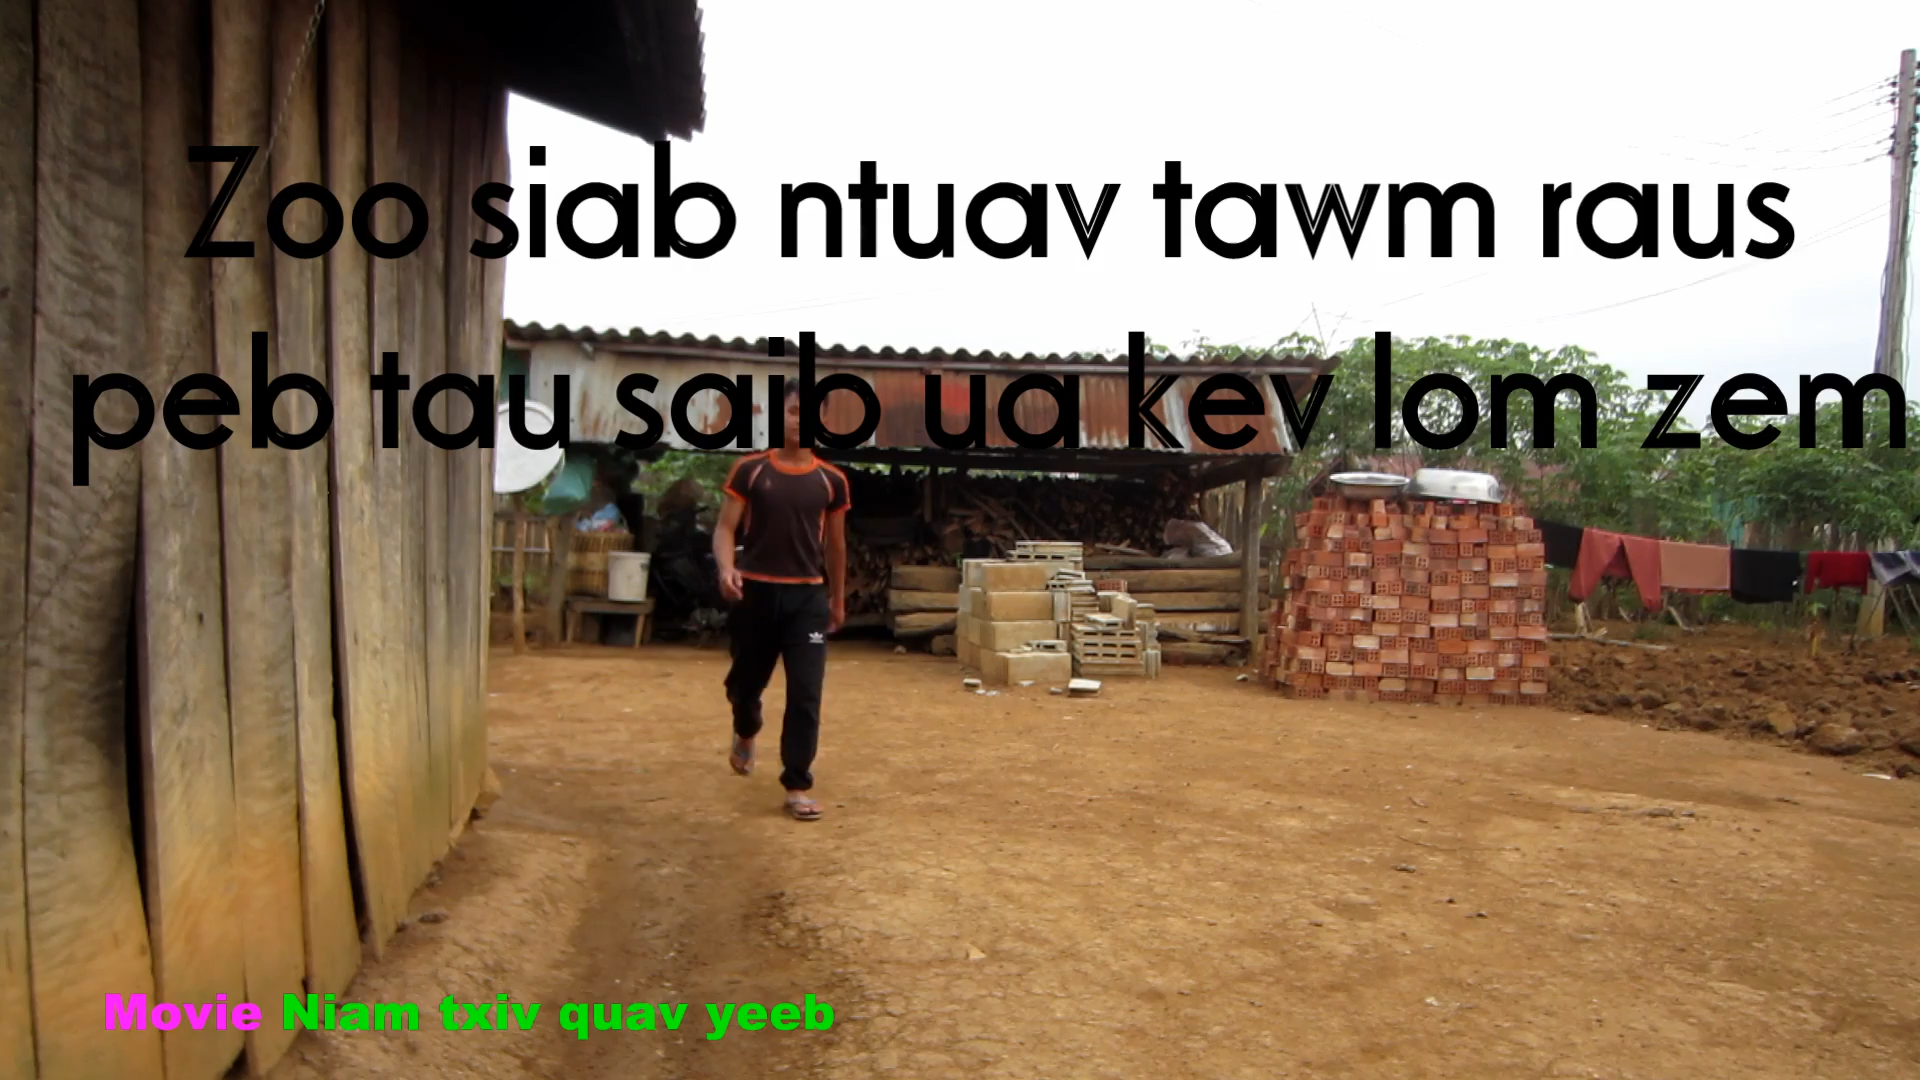 Zoo siab ntuav tawm raus
peb tau saib ua kev lom zem
Movie Niam txiv quav yeeb